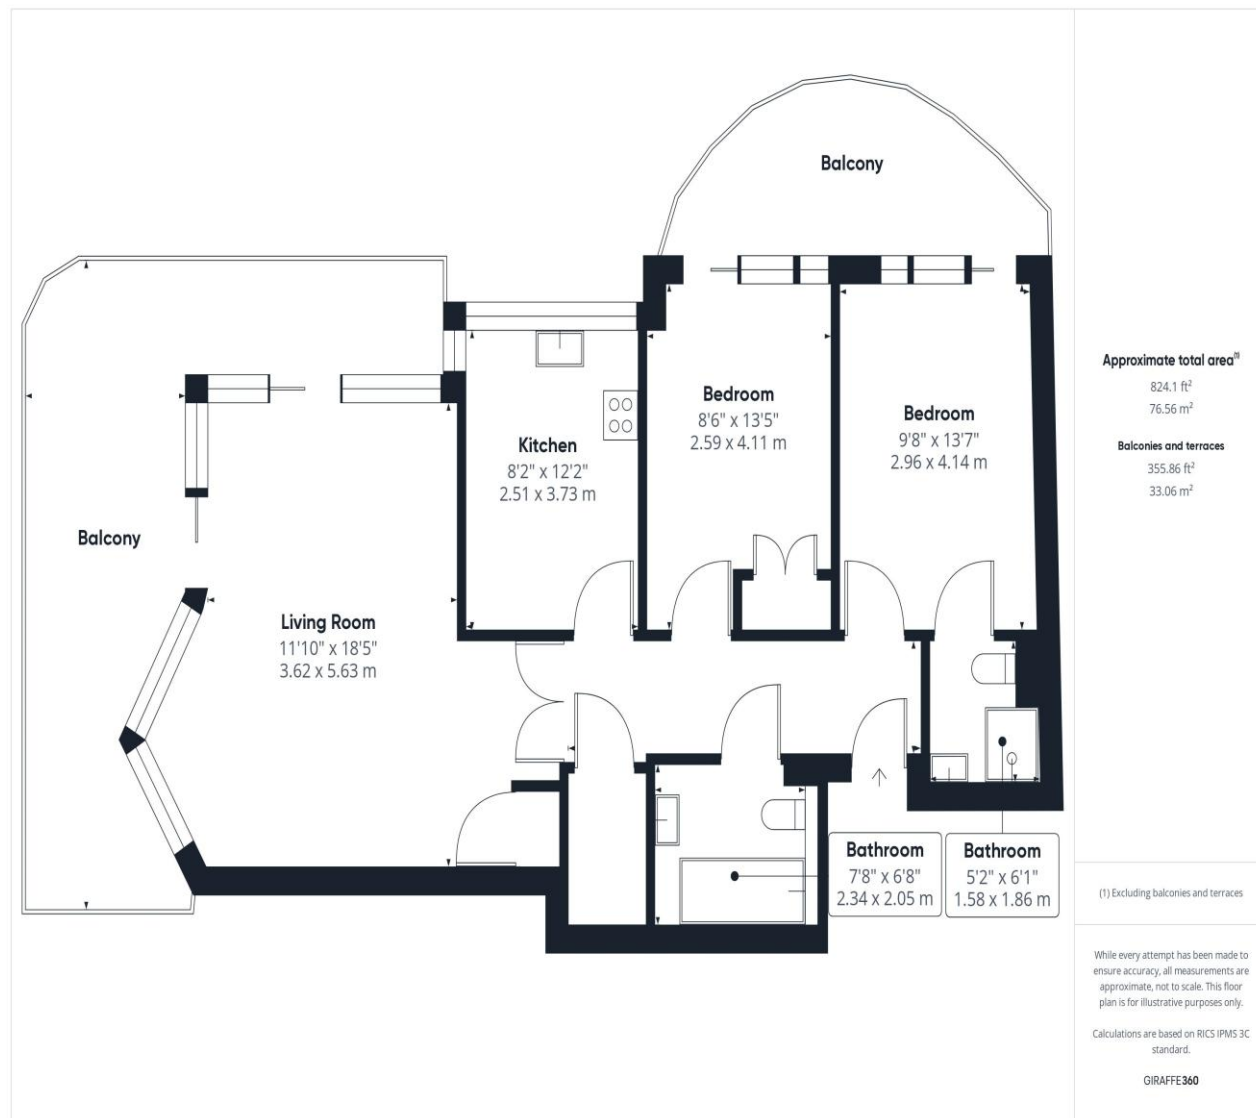 Balcony
Balcony
Kitchen
8'2" x 12'2"
2.51 x 3.73 m
Bedroom
8'6" x 13'5"
2.59 x 4.11 m
Bedroom
9'8" x 13'7"
2.96 x 4.14 m
Living Room
11'10" x 18'5"
3.62 x 5.63 m
Bathroom
7'8" x 6'8"
2.34 x 2.05 m
Bathroom
5'2" x 6'1"
1.58 x 1.86 m
Approximate total area(1)
824.1 ft²
76.56 m²
Balconies and terraces
355.86 ft²
33.06 m²
(1) Excluding balconies and terraces
While every attempt has been made to
ensure accuracy, all measurements are
approximate, not to scale. This floor
plan is for illustrative purposes only.
Calculations are based on RICS IPMS 3C
standard.
GIRAFFE360